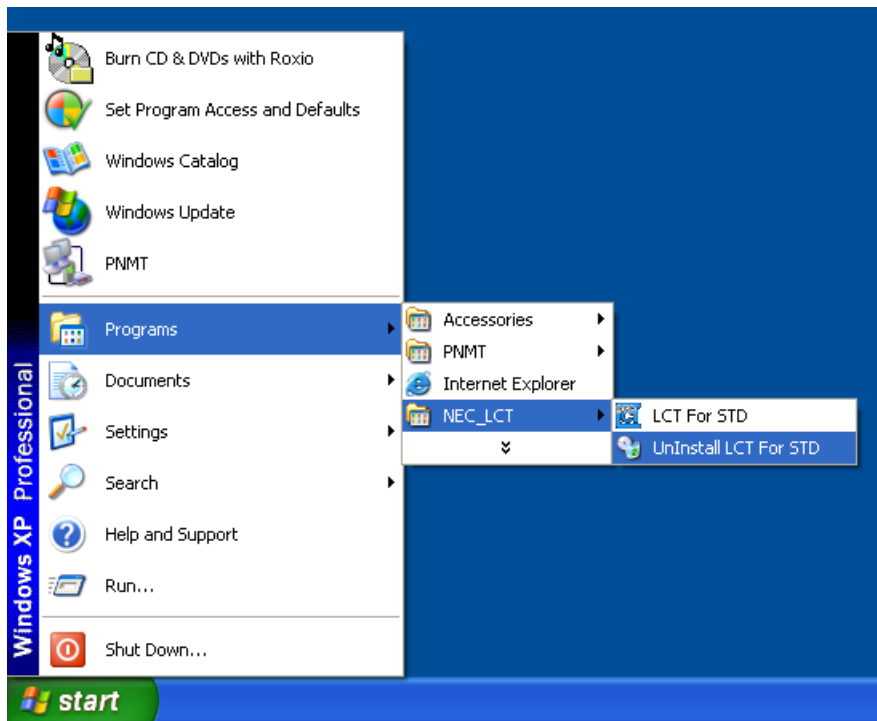 Burn CD & DVDs with Roxio
Set Program Access and Defaults
Windows Catalog
Windows Update
PNMT
Programs
Documents
Settings
Search
Help and Support
Run...
Shut Down...
Accessories
PNMT
Internet Explorer
NEC_LCT
LCT For STD
UnInstall LCT For STD
Windows XP Professional
start